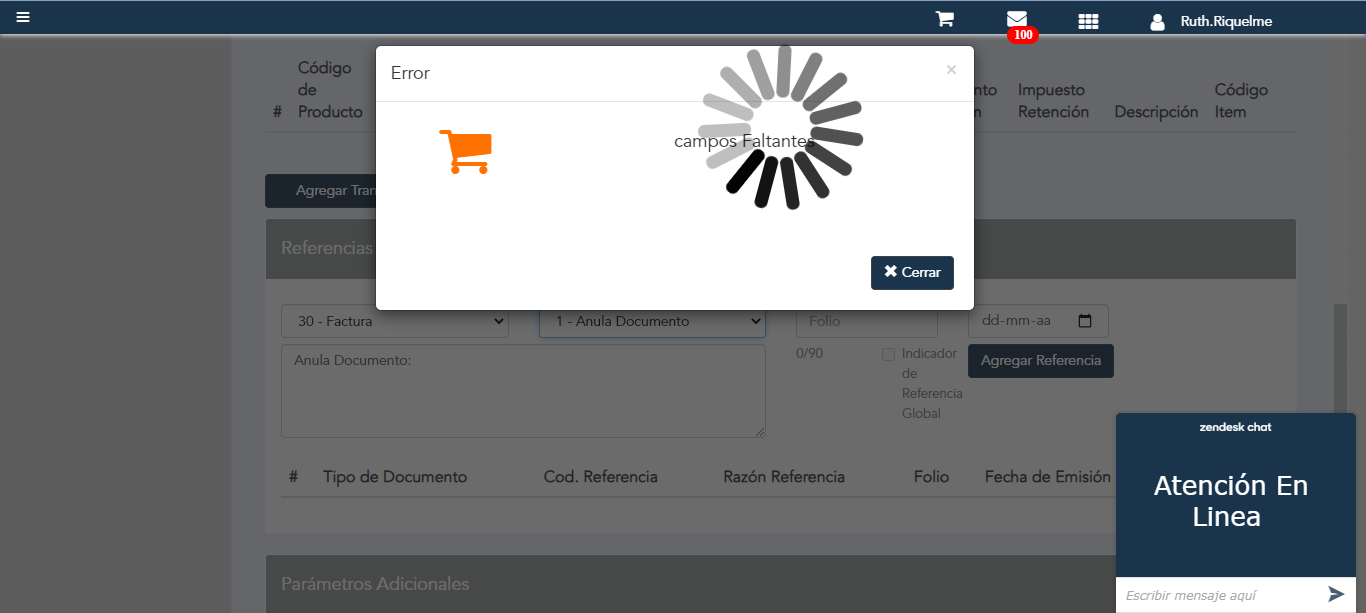 100
Ruth.Riquelme
Error
×
campos Faltantes
Cerrar
#
Código
de
Producto
nto
Impuesto
Retención
Descripción
Código
Item
Agregar Tran
Referencias
30 - Factura
1 - Anula Documento
Folio
dd-mm-aa
Anula Documento:
0/90
Indicador
de
Referencia
Global
Agregar Referencia
# Tipo de Documento Cod. Referencia Razón Referencia Folio Fecha de Emisión
Parámetros Adicionales
zendesk chat
Atención En
Linea
Escribir mensaje aquí